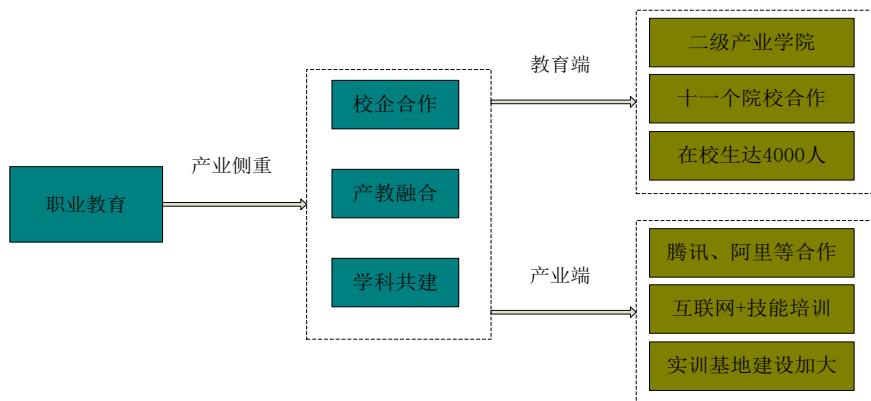 职业教育
产业侧重
校企合作
产教融合
学科共建
教育端
二级产业学院
十一个院校合作
在校生达4000人
产业端
腾讯、阿里等合作
互联网+技能培训
实训基地建设加大